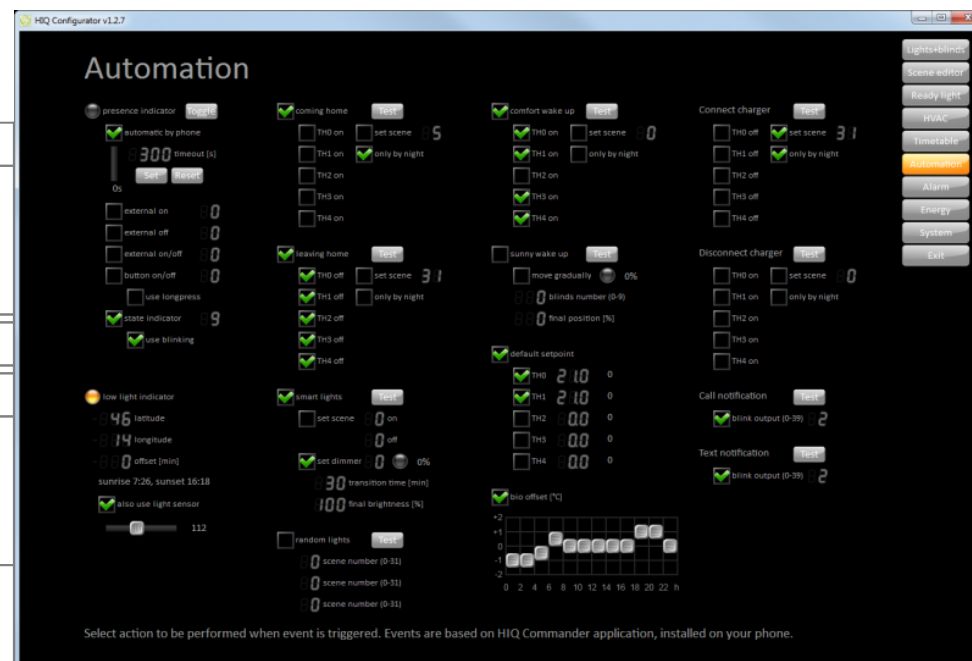 HIQ Configurator v1.2.7
Automation
presence indicator Toggle
automatic by phone
300 timeout [s]
Set Reset
0s
external on 0
external off 0
external on/off 0
button on/off 0
use longpress
state indicator 9
use blinking
low light indicator
46 latitude
14 longitude
0 offset [min]
sunrise 7:26, sunset 16:18
also use light sensor
112
coming home Test
TH0 on set scene 5
TH1 on only by night
TH2 on
TH3 on
TH4 on
leaving home Test
TH0 off set scene 31
TH1 off only by night
TH2 off
TH3 off
TH4 off
smart lights Test
set scene 0 on
0 off
set dimmer 0 0%
30 transition time [min]
100 final brightness [%]
random lights Test
0 scene number (0-31)
0 scene number (0-31)
0 scene number (0-31)
comfort wake up Test
TH0 on set scene 0
TH1 on only by night
TH2 on
TH3 on
TH4 on
sunny wake up Test
move gradually 0%
0 blinds number (0-9)
0 final position [%]
default setpoint
TH0 21.0 0
TH1 21.0 0
TH2 0.0 0
TH3 0.0 0
TH4 0.0 0
bio offset [°C]
+2
+1
0
-1
-2
0 2 4 6 8 10 12 14 16 18 20 22 h
Connect charger Test
TH0 off set scene 31
TH1 off only by night
TH2 off
TH3 off
TH4 off
Disconnect charger Test
TH0 on set scene 0
TH1 on only by night
TH2 on
TH3 on
TH4 on
Call notification Test
blink output (0-39) 2
Text notification Test
blink output (0-39) 2
Lights+blinds
Scene editor
Ready light
HVAC
Timetable
Automation
Alarm
Energy
System
Exit
Select action to be performed when event is triggered. Events are based on HIQ Commander application, installed on your phone.